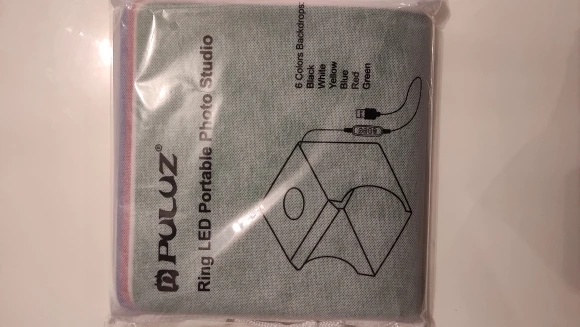 PULUZ®
Ring LED Portable Photo Studio
6 Colors Backdrops:
Black
White
Yellow
Blue
Red
Green